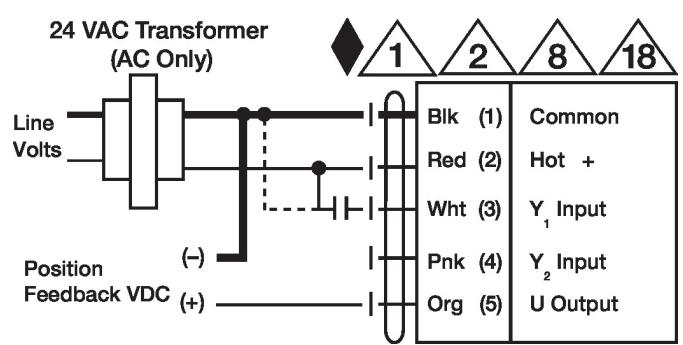 24 VAC Transformer
(AC Only)
1 2 8 18
Line
Volts
Blk (1) Common
Red (2) Hot +
Wht (3) Y1 Input
(–)
Pnk (4) Y2 Input
Position
Feedback VDC (+)
Org (5) U Output